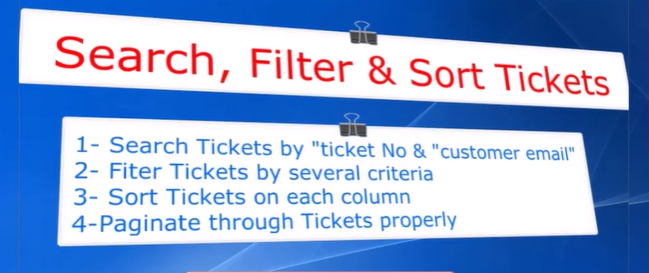 Search, Filter & Sort Tickets
1- Search Tickets by "ticket No & "customer email"
2- Fiter Tickets by several criteria
3- Sort Tickets on each column
4-Paginate through Tickets properly